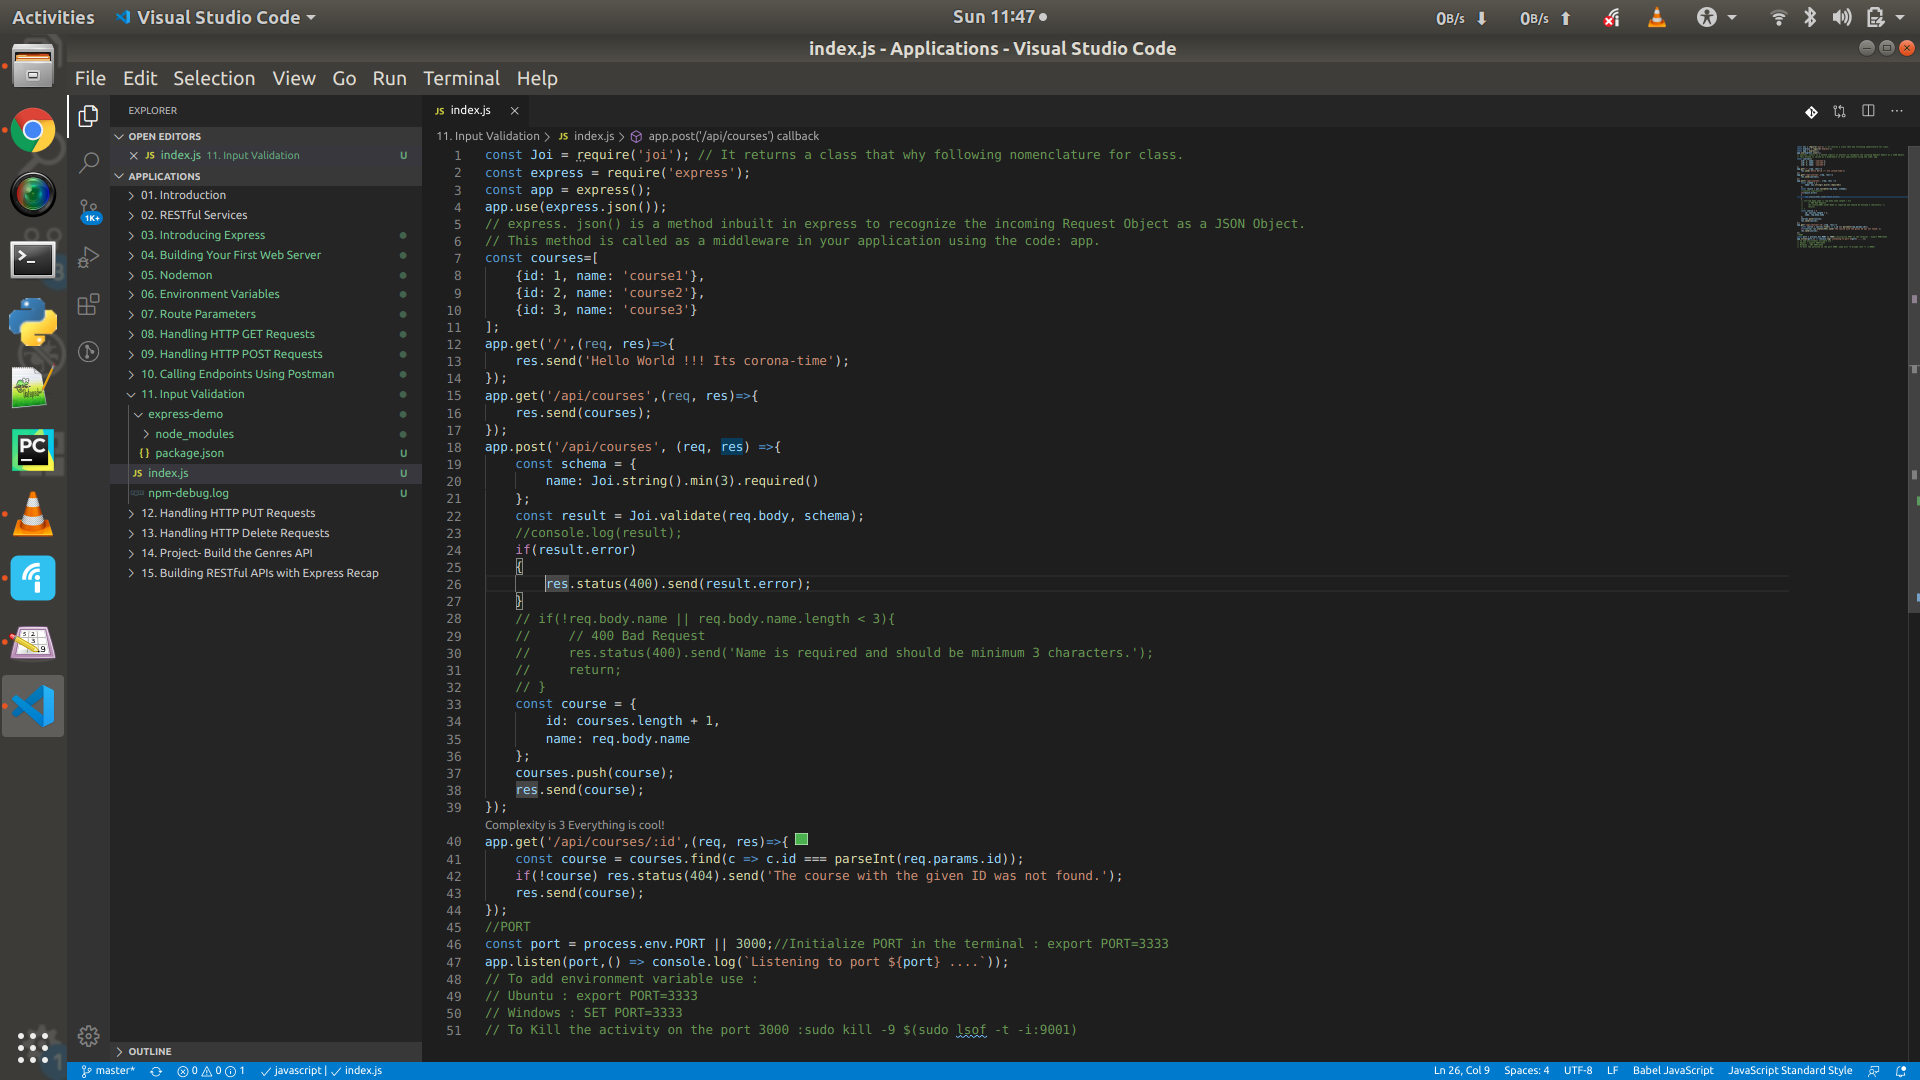 Activities Visual Studio Code Sun 11:47 0B/s 0B/s
index.js - Applications - Visual Studio Code
File Edit Selection View Go Run Terminal Help
EXPLORER
OPEN EDITORS
JS index.js 11. Input Validation U
APPLICATIONS
01. Introduction
02. RESTful Services
03. Introducing Express
04. Building Your First Web Server
05. Nodemon
06. Environment Variables
07. Route Parameters
08. Handling HTTP GET Requests
09. Handling HTTP POST Requests
10. Calling Endpoints Using Postman
11. Input Validation
express-demo
node_modules
{} package.json U
JS index.js U
npm-debug.log U
12. Handling HTTP PUT Requests
13. Handling HTTP Delete Requests
14. Project- Build the Genres API
15. Building RESTful APIs with Express Recap
OUTLINE
1K+
PC
JS index.js
11. Input Validation > JS index.js > app.post('/api/courses') callback
1 const Joi = require('joi'); // It returns a class that why following nomenclature for class.
2 const express = require('express');
3 const app = express();
4 app.use(express.json());
5 // express. json() is a method inbuilt in express to recognize the incoming Request Object as a JSON Object.
6 // This method is called as a middleware in your application using the code: app.
7 const courses=[
8 {id: 1, name: 'course1'},
9 {id: 2, name: 'course2'},
10 {id: 3, name: 'course3'}
11 ];
12 app.get('/',(req, res)=>{
13 res.send('Hello World !!! Its corona-time');
14 });
15 app.get('/api/courses',(req, res)=>{
16 res.send(courses);
17 });
18 app.post('/api/courses', (req, res) =>{
19 const schema = {
20 name: Joi.string().min(3).required()
21 };
22 const result = Joi.validate(req.body, schema);
23 //console.log(result);
24 if(result.error)
25 {
26 res.status(400).send(result.error);
27 }
28 // if(!req.body.name || req.body.name.length < 3){
29 // // 400 Bad Request
30 // res.status(400).send('Name is required and should be minimum 3 characters.');
31 // return;
32 // }
33 const course = {
34 id: courses.length + 1,
35 name: req.body.name
36 };
37 courses.push(course);
38 res.send(course);
39 });
Complexity is 3 Everything is cool!
40 app.get('/api/courses/:id',(req, res)=>{
41 const course = courses.find(c => c.id === parseInt(req.params.id));
42 if(!course) res.status(404).send('The course with the given ID was not found.');
43 res.send(course);
44 });
45 //PORT
46 const port = process.env.PORT || 3000;//Initialize PORT in the terminal : export PORT=3333
47 app.listen(port,() => console.log(`Listening to port ${port} ....`));
48 // To add environment variable use :
49 // Ubuntu : export PORT=3333
50 // Windows : SET PORT=3333
51 // To Kill the activity on the port 3000 :sudo kill -9 $(sudo lsof -t -i:9001)
master* 0 0 1 javascript | index.js Ln 26, Col 9 Spaces: 4 UTF-8 LF Babel JavaScript JavaScript Standard Style